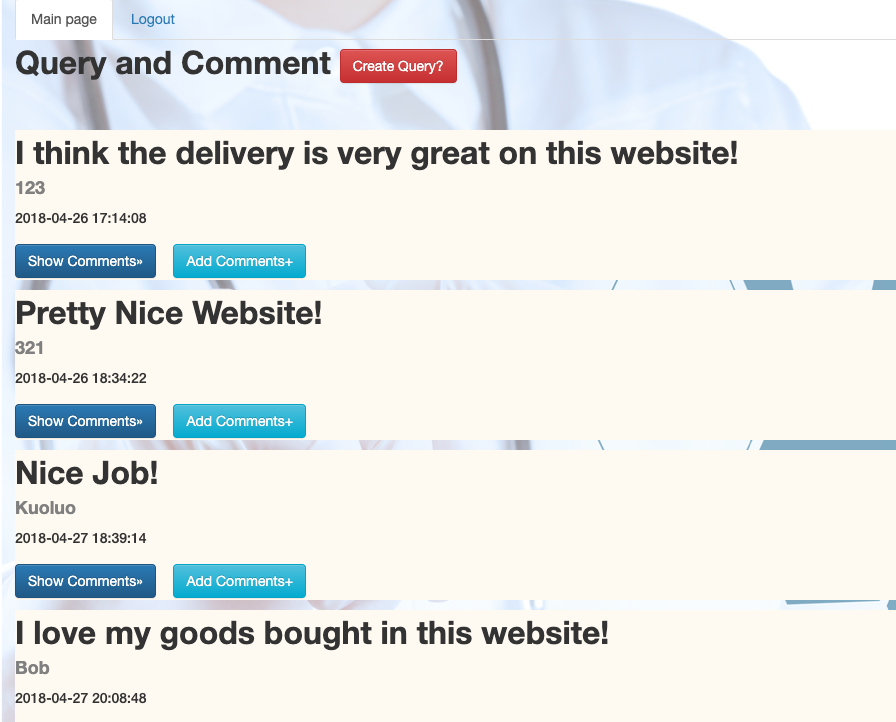 Main page Logout
Query and Comment Create Query?
I think the delivery is very great on this website!
123
2018-04-26 17:14:08
Show Comments» Add Comments+
Pretty Nice Website!
321
2018-04-26 18:34:22
Show Comments» Add Comments+
Nice Job!
Kuoluo
2018-04-27 18:39:14
Show Comments» Add Comments+
I love my goods bought in this website!
Bob
2018-04-27 20:08:48